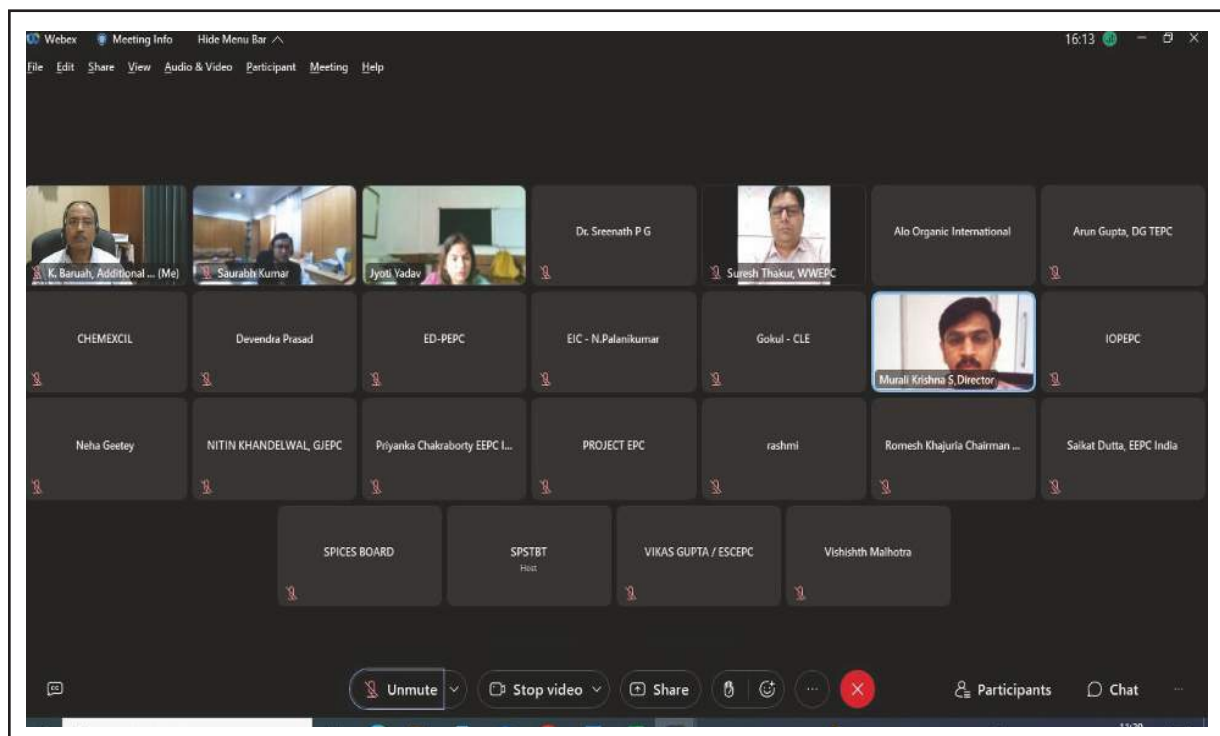 Webex Meeting Info Hide Menu Bar 16:13
File Edit Share View Audio & Video Participant Meeting Help
K. Baruah, Additional ... (Me)
Saurabh Kumar
Jyoti Yadav
Dr. Sreenath P G
Suresh Thakur, WWEPC
Alo Organic International
Arun Gupta, DG TEPC
CHEMEXCIL
Devendra Prasad
ED-PEPC
EIC - N.Palanikumar
Gokul - CLE
Murali Krishna S,Director
IOPEPC
Neha Geetey
NITIN KHANDELWAL, GJEPC
Priyanka Chakraborty EEPC I...
PROJECT EPC
rashmi
Romesh Khajuria Chairman ...
Saikat Dutta, EEPC India
SPICES BOARD
SPSTBT
Host
VIKAS GUPTA / ESCEPC
Vishishth Malhotra
Unmute Stop video Share Participants Chat